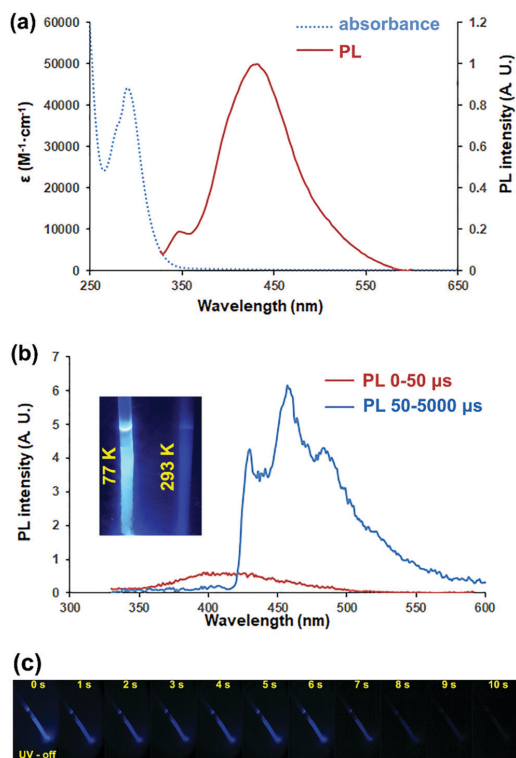 (a)
absorbance
PL
60000
50000
40000
30000
20000
10000
0
ε (M⁻¹·cm⁻¹)
1.2
1
0.8
0.6
0.4
0.2
0
PL intensity (A. U.)
250 350 450 550 650
Wavelength (nm)
(b)
PL 0-50 µs
PL 50-5000 µs
7
6
5
4
3
2
1
0
PL intensity (A. U.)
77 K
293 K
300 350 400 450 500 550 600
Wavelength (nm)
(c)
0 s 1 s 2 s 3 s 4 s 5 s 6 s 7 s 8 s 9 s 10 s
UV - off